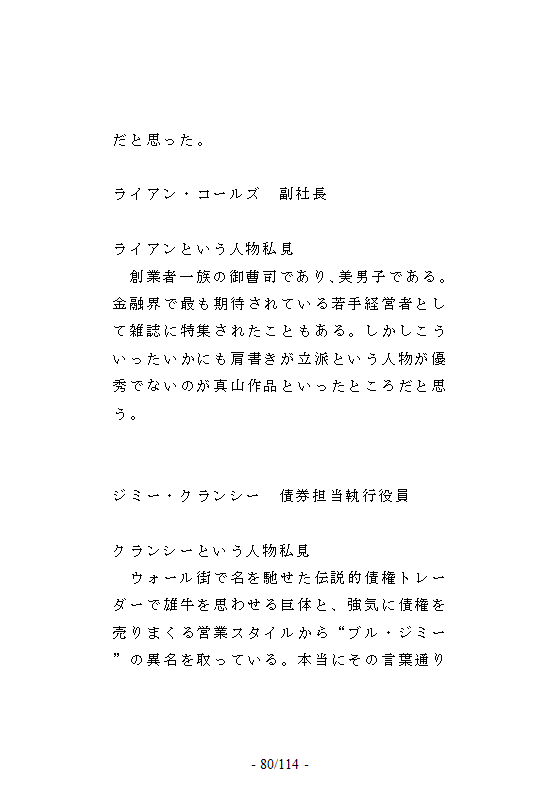 だと思った。
ライアン・コールズ　副社長
ライアンという人物私見
　創業者一族の御曹司であり､美男子である。
金融界で最も期待されている若手経営者とし
て雑誌に特集されたこともある。しかしこう
いったいかにも肩書きが立派という人物が優
秀でないのが真山作品といったところだと思
う。
ジミー・クランシー　債券担当執行役員
クランシーという人物私見
　ウォール街で名を馳せた伝説的債権トレー
ダーで雄牛を思わせる巨体と、強気に債権を
売りまくる営業スタイルから“ブル・ジミー
”の異名を取っている。本当にその言葉通り
- 80/114 -